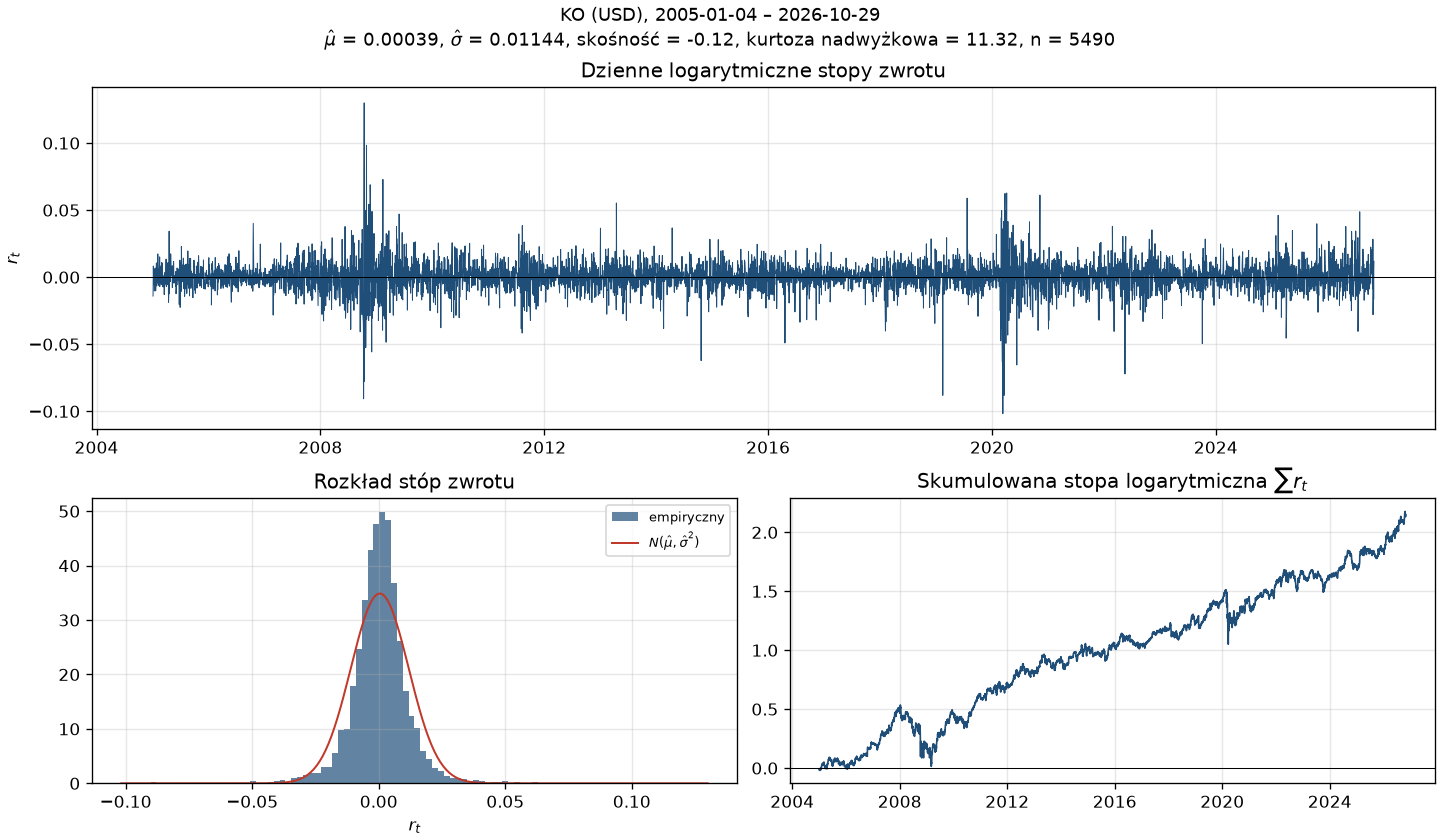 KO (USD), 2005-01-04 – 2026-10-29
μ̂ = 0.00039, σ̂ = 0.01144, skośność = -0.12, kurtoza nadwyżkowa = 11.32, n = 5490
Dzienne logarytmiczne stopy zwrotu
0.10
0.05
0.00
−0.05
−0.10
r_t
2004 2008 2012 2016 2020 2024
Rozkład stóp zwrotu
50
40
30
20
10
0
empiryczny
N(μ̂, σ̂²)
−0.10 −0.05 0.00 0.05 0.10
r_t
Skumulowana stopa logarytmiczna ∑r_t
2.0
1.5
1.0
0.5
0.0
2004 2008 2012 2016 2020 2024